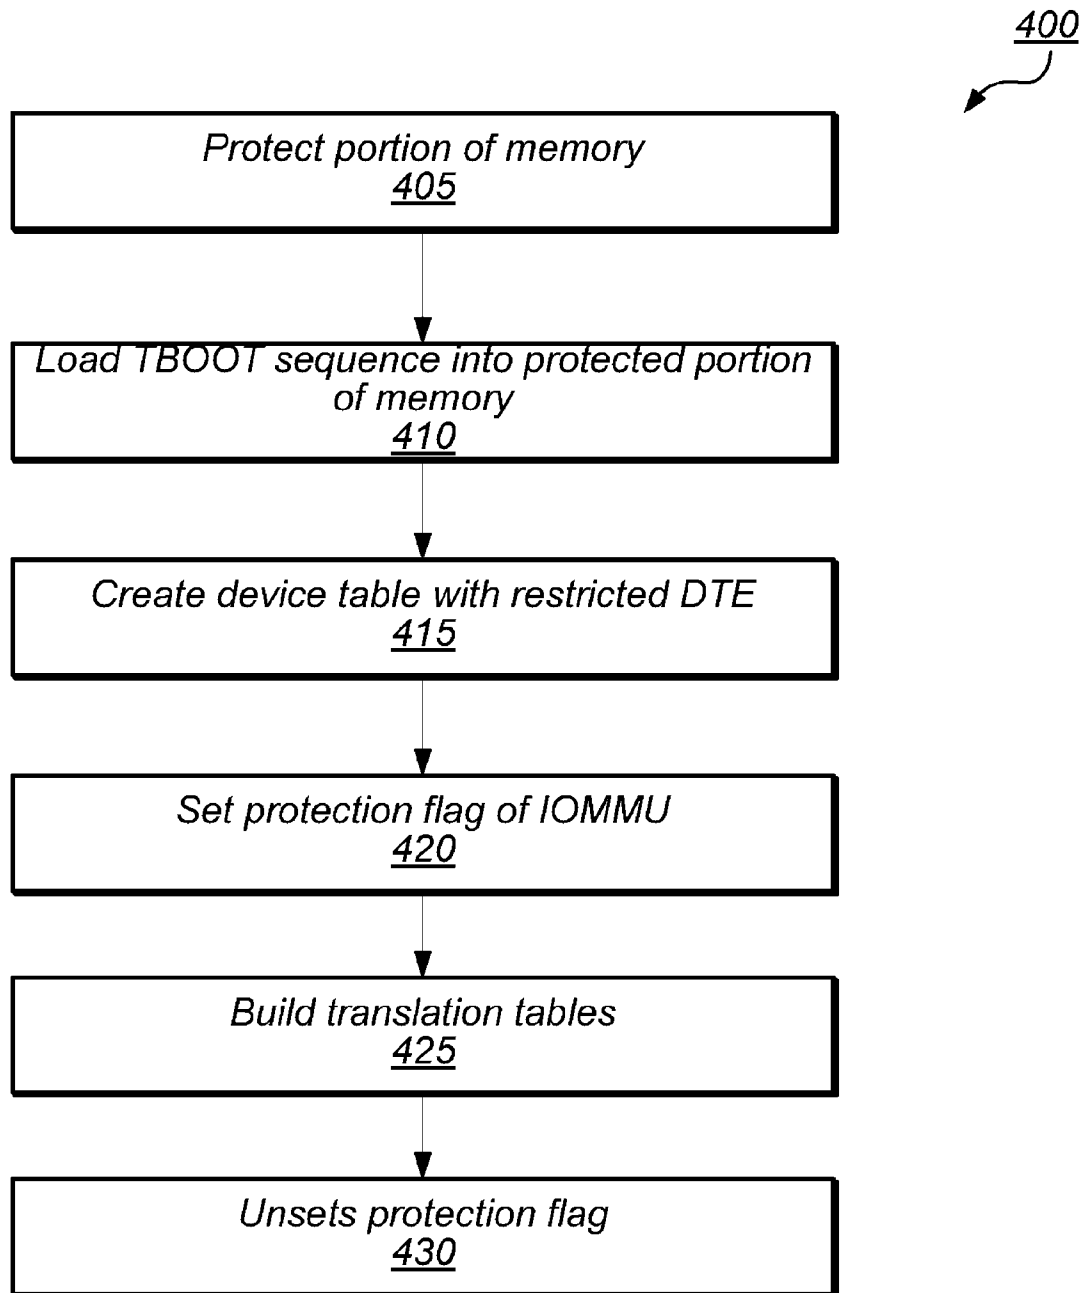 400
Protect portion of memory
405
Load TBOOT sequence into protected portion
of memory
410
Create device table with restricted DTE
415
Set protection flag of IOMMU
420
Build translation tables
425
Unsets protection flag
430